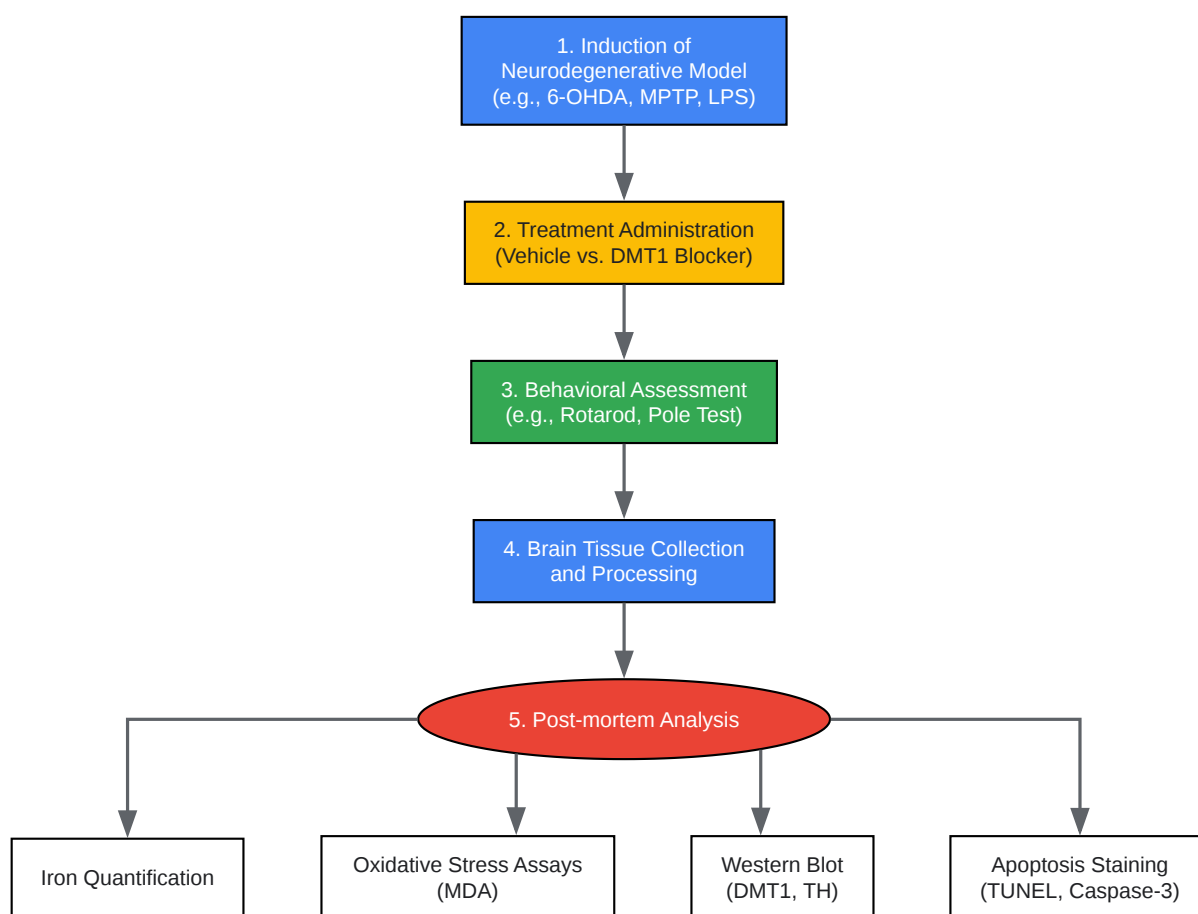 1. Induction of
Neurodegenerative Model
(e.g., 6-OHDA, MPTP, LPS)
2. Treatment Administration
(Vehicle vs. DMT1 Blocker)
3. Behavioral Assessment
(e.g., Rotarod, Pole Test)
4. Brain Tissue Collection
and Processing
5. Post-mortem Analysis
Iron Quantification
Oxidative Stress Assays
(MDA)
Western Blot
(DMT1, TH)
Apoptosis Staining
(TUNEL, Caspase-3)